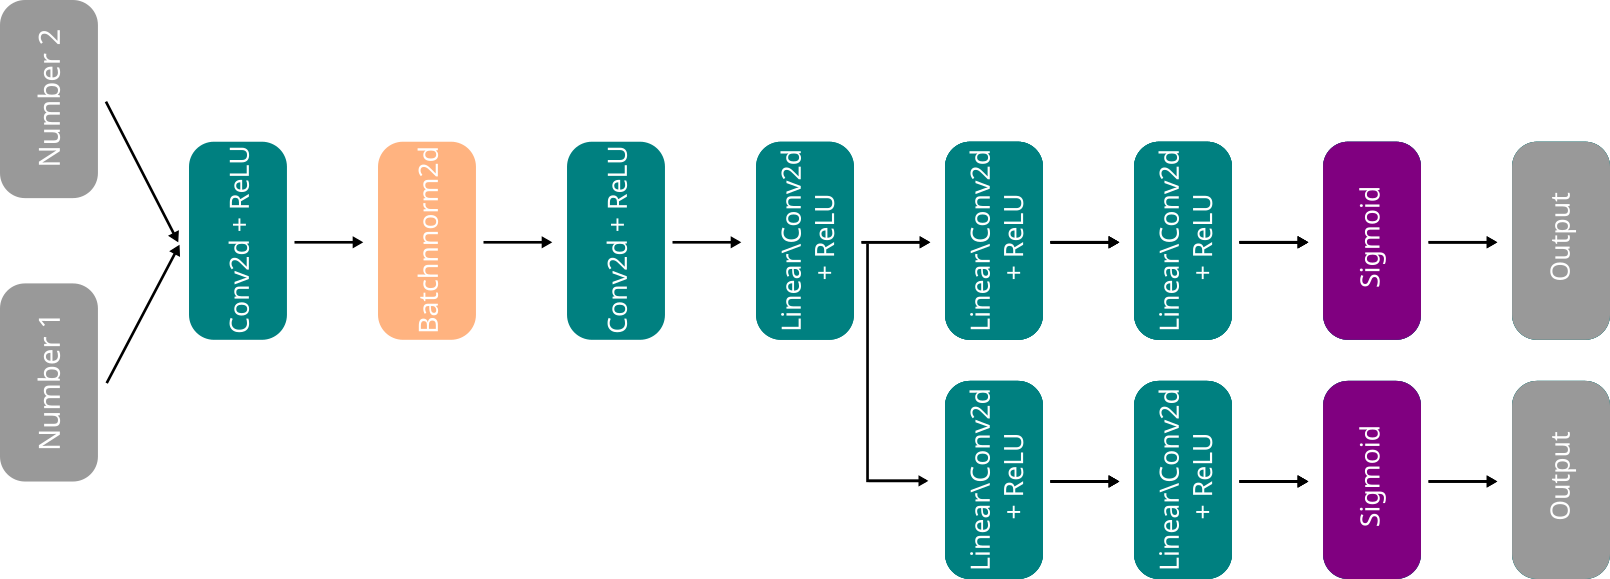 Number 2
Number 1
Conv2d + ReLU
Batchnnorm2d
Conv2d + ReLU
Linear\Conv2d
+ ReLU
Linear\Conv2d
+ ReLU
Linear\Conv2d
+ ReLU
Sigmoid
Output
Linear\Conv2d
+ ReLU
Linear\Conv2d
+ ReLU
Sigmoid
Output